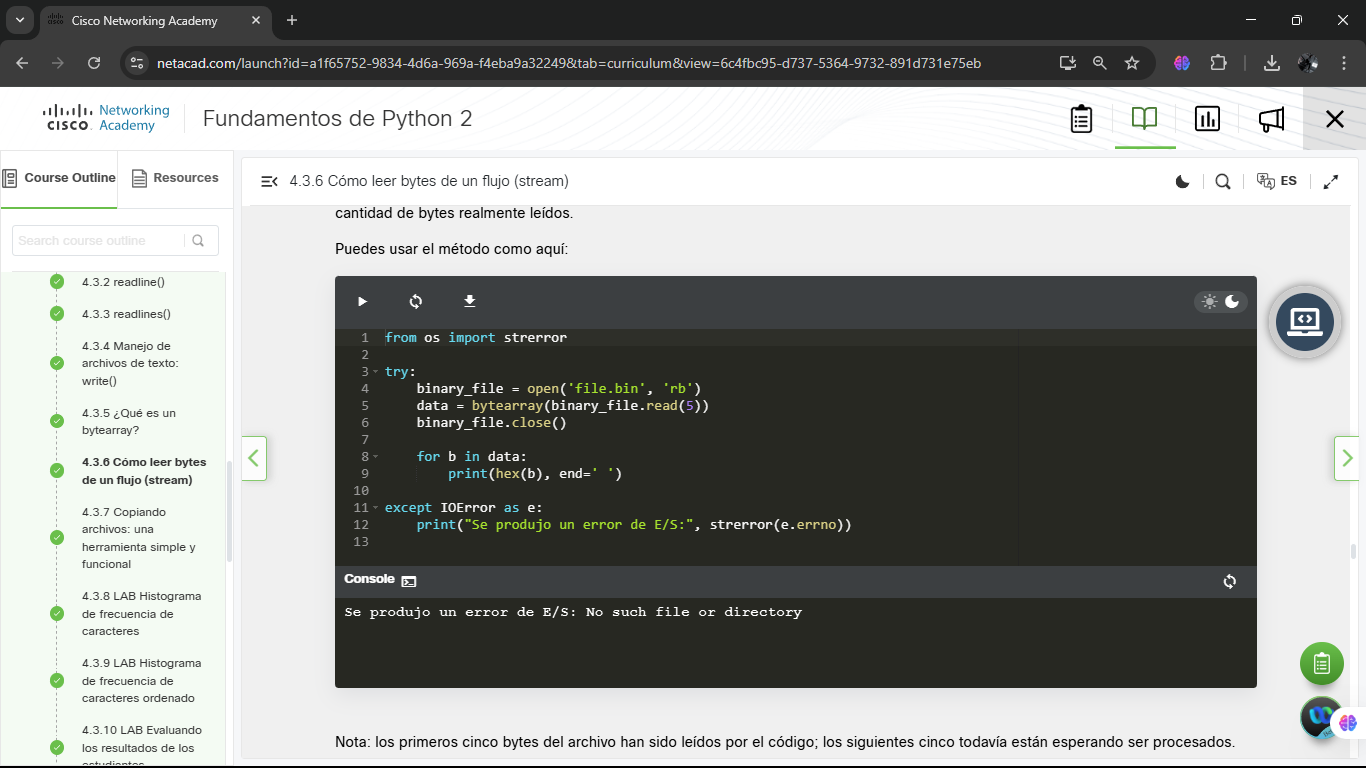 Cisco Networking Academy
netacad.com/launch?id=a1f65752-9834-4d6a-969a-f4eba9a32249&tab=curriculum&view=6c4fbc95-d737-5364-9732-891d731e75eb
Networking
CISCO Academy
Fundamentos de Python 2
Course Outline
Resources
4.3.6 Cómo leer bytes de un flujo (stream)
ES
Search course outline
4.3.2 readline()
4.3.3 readlines()
4.3.4 Manejo de
archivos de texto:
write()
4.3.5 ¿Qué es un
bytearray?
4.3.6 Cómo leer bytes
de un flujo (stream)
4.3.7 Copiando
archivos: una
herramienta simple y
funcional
4.3.8 LAB Histograma
de frecuencia de
caracteres
4.3.9 LAB Histograma
de frecuencia de
caracteres ordenado
4.3.10 LAB Evaluando
los resultados de los
estudiantes
cantidad de bytes realmente leídos.
Puedes usar el método como aquí:
1 from os import strerror
2
3 try:
4 binary_file = open('file.bin', 'rb')
5 data = bytearray(binary_file.read(5))
6 binary_file.close()
7
8 for b in data:
9 print(hex(b), end=' ')
10
11 except IOError as e:
12 print("Se produjo un error de E/S:", strerror(e.errno))
13
Console
Se produjo un error de E/S: No such file or directory
Nota: los primeros cinco bytes del archivo han sido leídos por el código; los siguientes cinco todavía están esperando ser procesados.